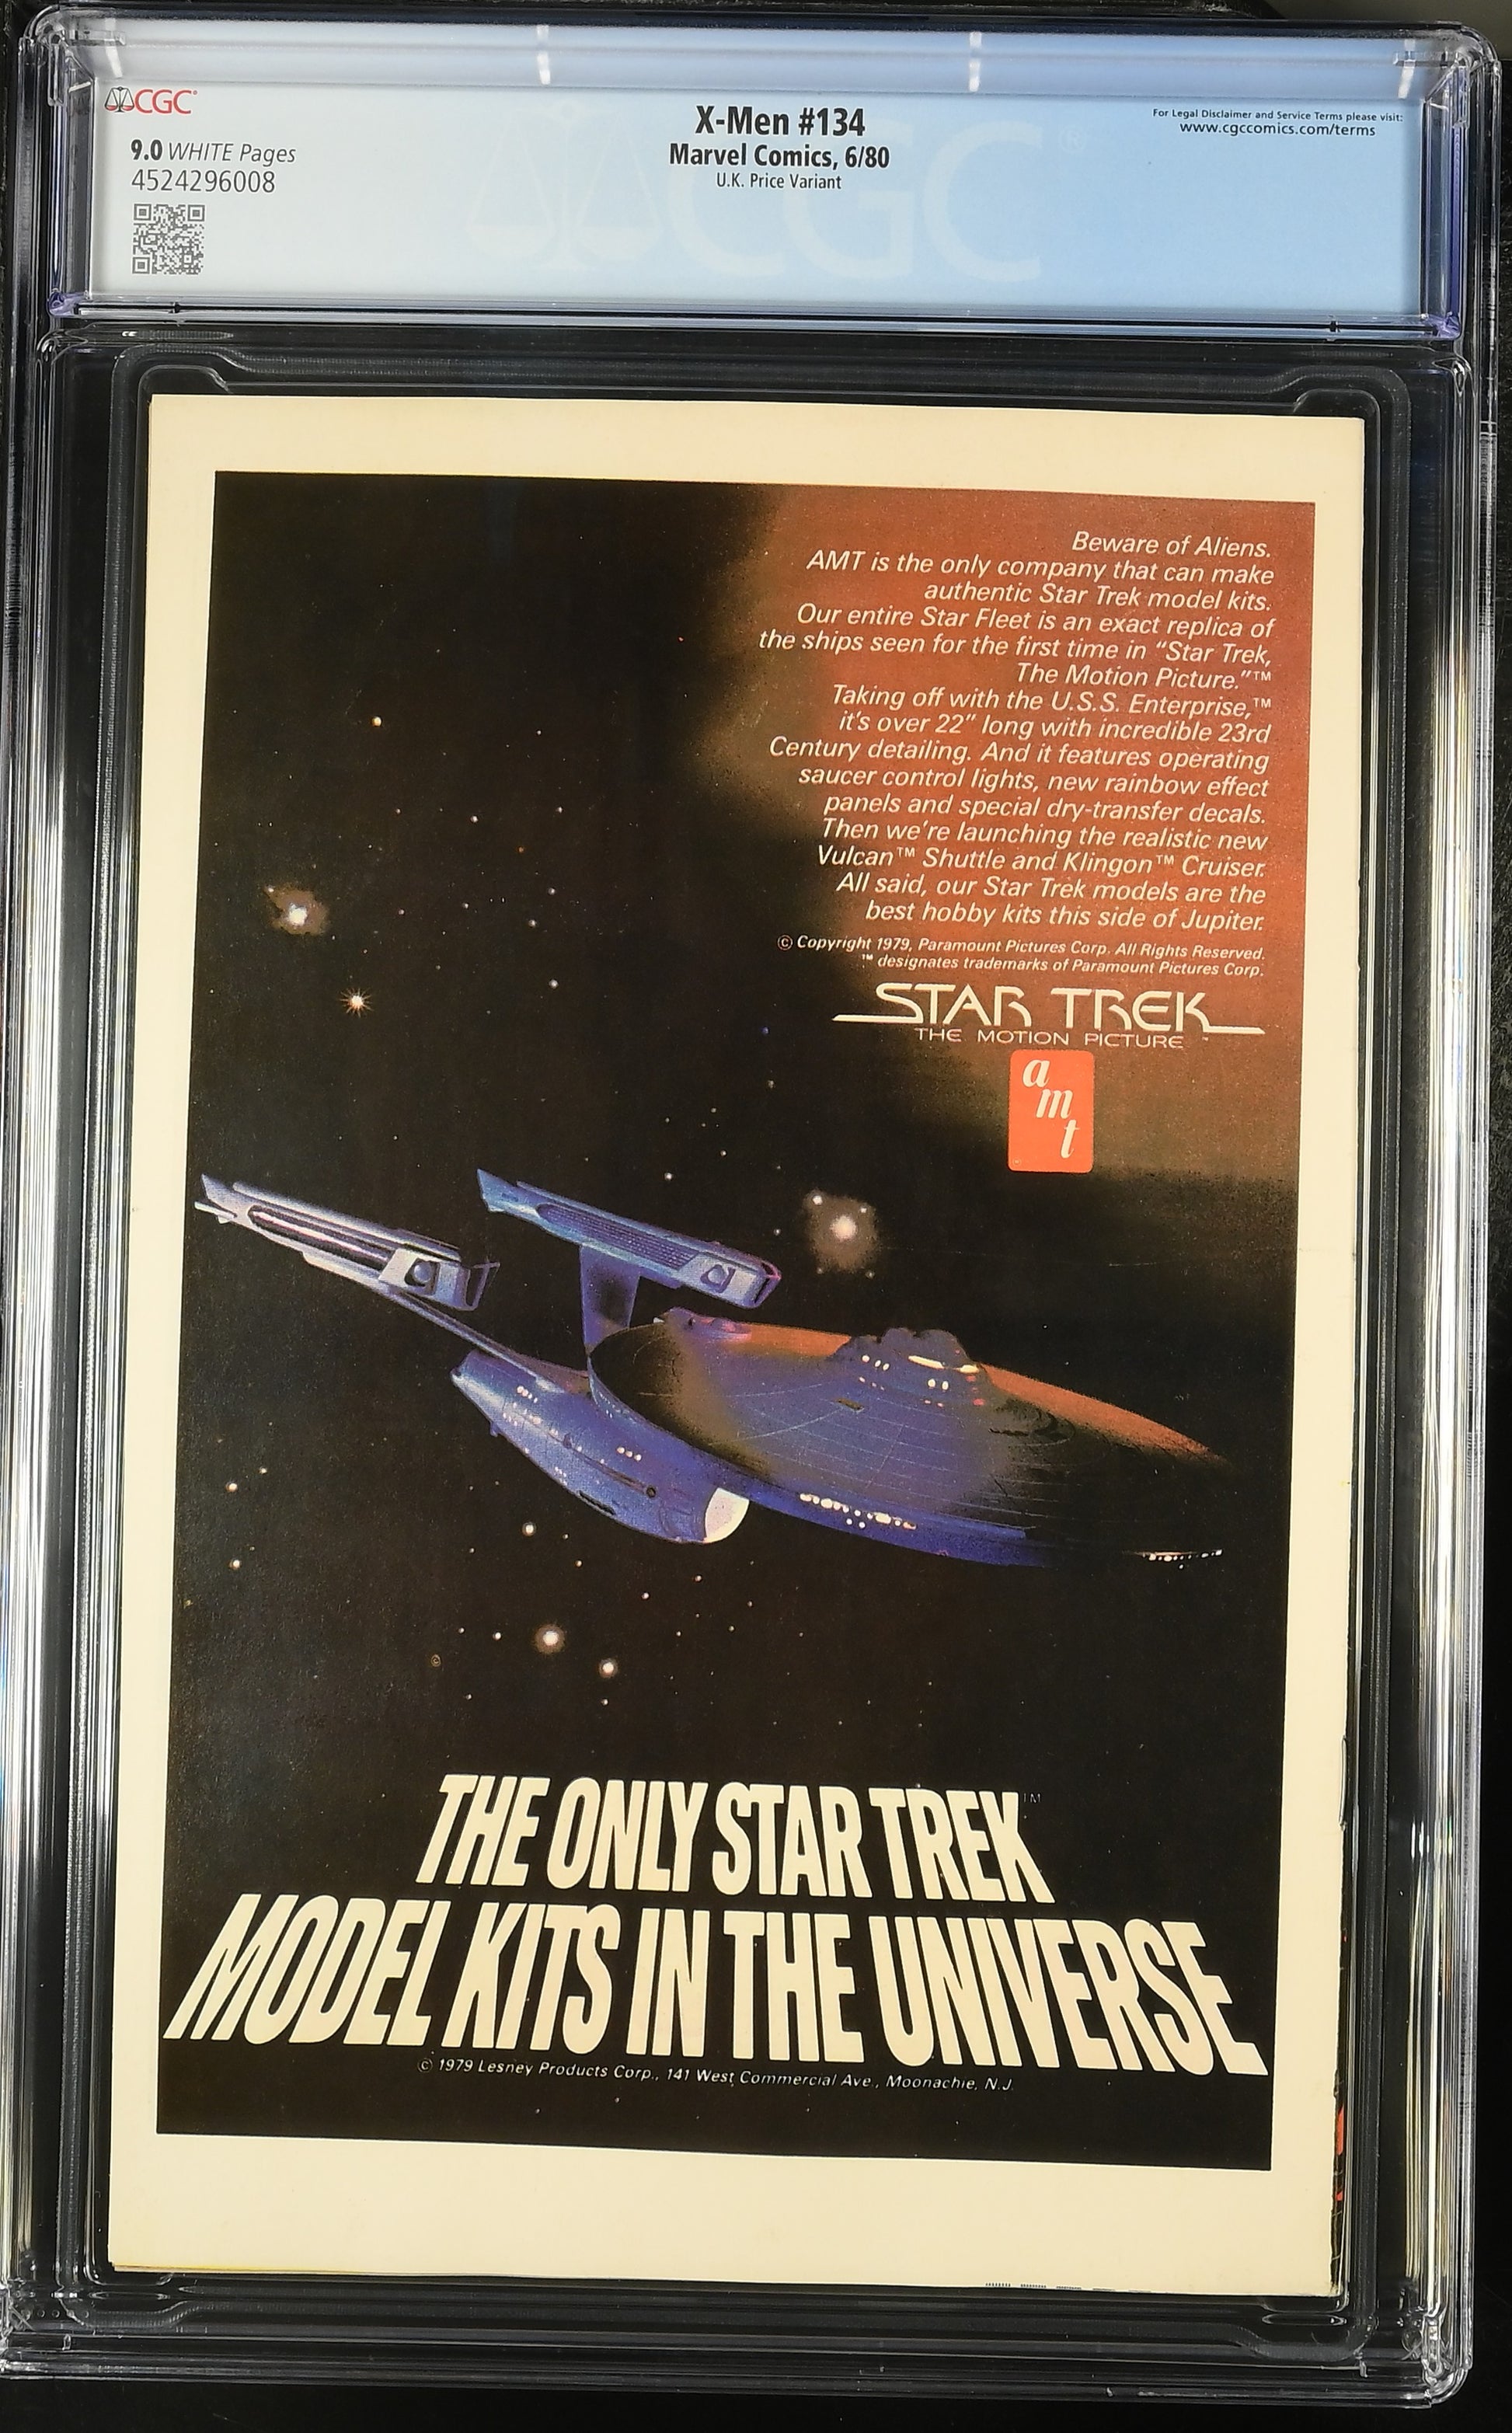 CGC
9.0 WHITE Pages
4524296008
X-Men #134
Marvel Comics, 6/80
U.K. Price Variant
For Legal Disclaimer and Service Terms please visit:
www.cgccomics.com/terms
CGC®
Beware of Aliens.
AMT is the only company that can make
authentic Star Trek model kits.
Our entire Star Fleet is an exact replica of
the ships seen for the first time in “Star Trek,
The Motion Picture.”™
Taking off with the U.S.S. Enterprise,™
it's over 22” long with incredible 23rd
Century detailing. And it features operating
saucer control lights, new rainbow effect
panels and special dry-transfer decals.
Then we're launching the realistic new
Vulcan™ Shuttle and Klingon™ Cruiser.
All said, our Star Trek models are the
best hobby kits this side of Jupiter.
© Copyright 1979, Paramount Pictures Corp. All Rights Reserved.
™ designates trademarks of Paramount Pictures Corp.
STAR TREK
THE MOTION PICTURE™
a
m
t
THE ONLY STAR TREK™
MODEL KITS IN THE UNIVERSE
© 1979 Lesney Products Corp., 141 West Commercial Ave., Moonachie, N.J.